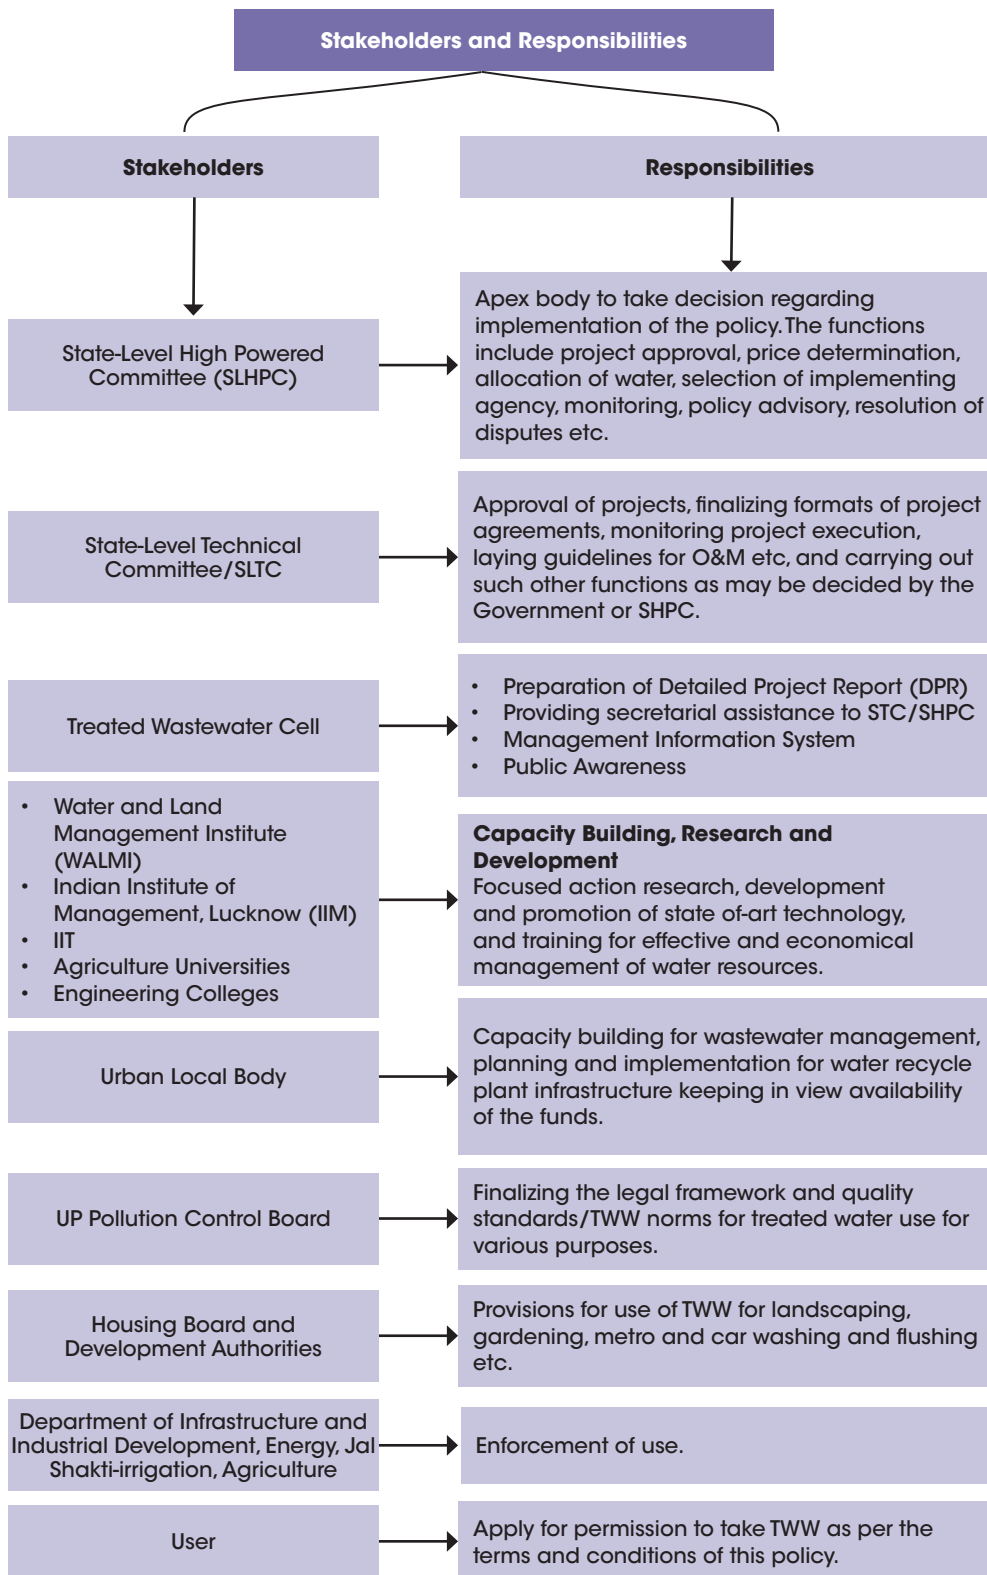 Stakeholders and Responsibilities
Stakeholders
Responsibilities
State-Level High Powered
Committee (SLHPC)
Apex body to take decision regarding
implementation of the policy. The functions
include project approval, price determination,
allocation of water, selection of implementing
agency, monitoring, policy advisory, resolution of
disputes etc.
State-Level Technical
Committee/SLTC
Approval of projects, finalizing formats of project
agreements, monitoring project execution,
laying guidelines for O&M etc, and carrying out
such other functions as may be decided by the
Government or SHPC.
Treated Wastewater Cell
• Preparation of Detailed Project Report (DPR)
• Providing secretarial assistance to STC/SHPC
• Management Information System
• Public Awareness
• Water and Land
Management Institute
(WALMI)
• Indian Institute of
Management, Lucknow (IIM)
• IIT
• Agriculture Universities
• Engineering Colleges
Capacity Building, Research and
Development
Focused action research, development
and promotion of state of-art technology,
and training for effective and economical
management of water resources.
Urban Local Body
Capacity building for wastewater management,
planning and implementation for water recycle
plant infrastructure keeping in view availability
of the funds.
UP Pollution Control Board
Finalizing the legal framework and quality
standards/TWW norms for treated water use for
various purposes.
Housing Board and
Development Authorities
Provisions for use of TWW for landscaping,
gardening, metro and car washing and flushing
etc.
Department of Infrastructure and
Industrial Development, Energy, Jal
Shakti-irrigation, Agriculture
Enforcement of use.
User
Apply for permission to take TWW as per the
terms and conditions of this policy.